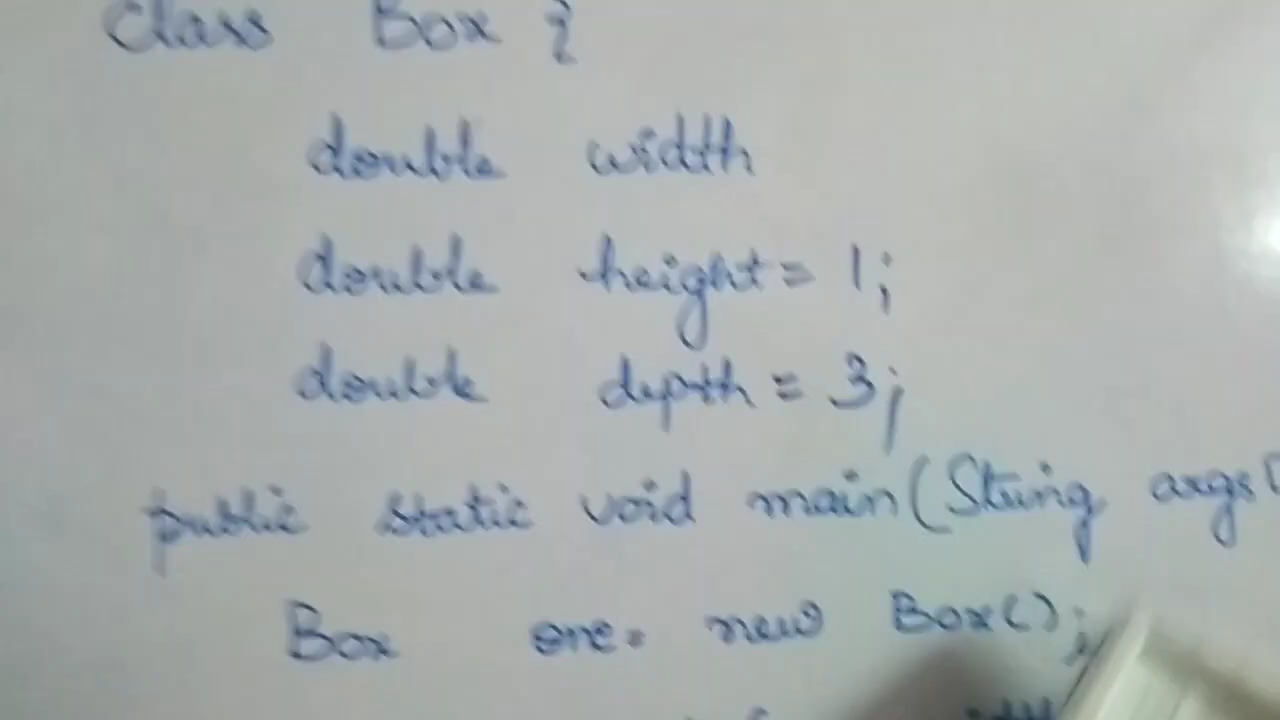 Class Box {
double width
double height = 1;
double depth = 3;
public static void main(String args[
Box one = new Box();